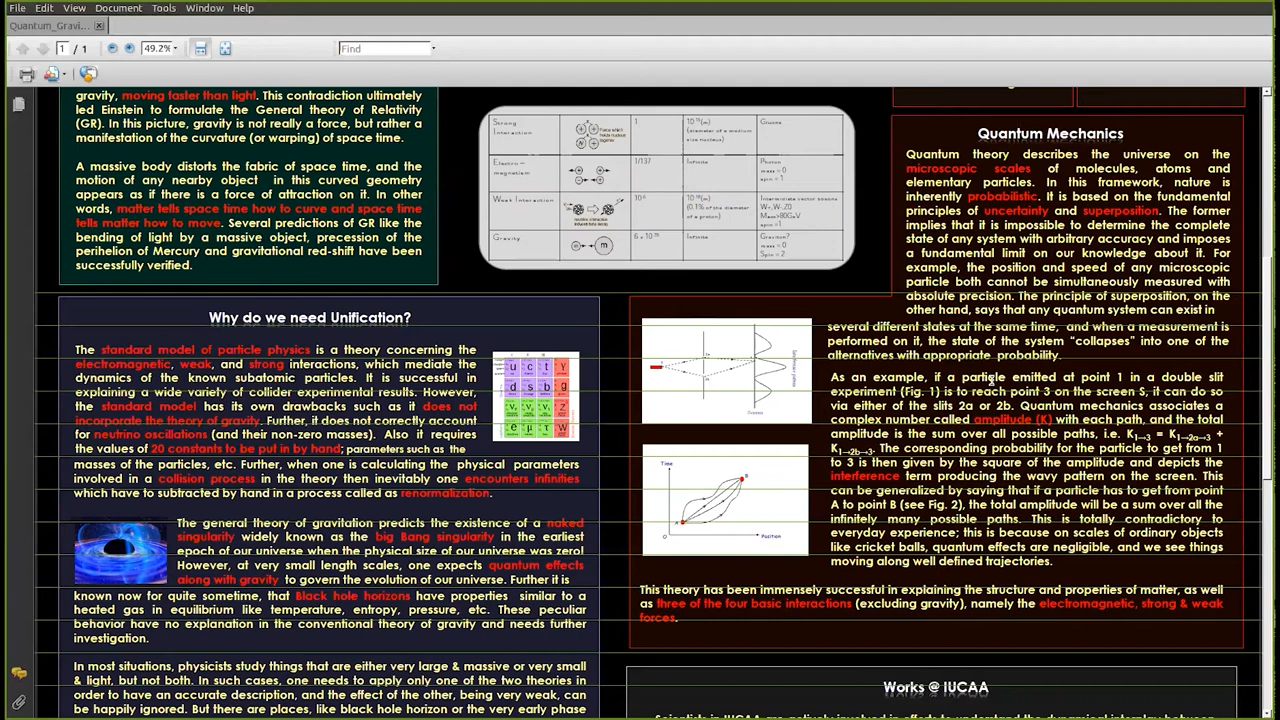 File Edit View Document Tools Window Help
Quantum_Gravi...
1 / 1 49.2% Find
gravity, moving faster than light. This contradiction ultimately
led Einstein to formulate the General theory of Relativity
(GR). In this picture, gravity is not really a force, but rather a
manifestation of the curvature (or warping) of space time.
A massive body distorts the fabric of space time, and the
motion of any nearby object in this curved geometry
appears as if there is a force of attraction on it. In other
words, matter tells space time how to curve and space time
tells matter how to move. Several predictions of GR like the
bending of light by a massive object, precession of the
perihelion of Mercury and gravitational red-shift have been
successfully verified.
Strong Interaction 1 Gluons
Electro-magnetism 1/137 Infinite Photon mass = 0 spin = 1
Weak Interaction (0.1% of the diameter of a proton)
Gravity Infinite Graviton? mass = 0 Spin = 2
Quantum Mechanics
Quantum theory describes the universe on the
microscopic scales of molecules, atoms and
elementary particles. In this framework, nature is
inherently probabilistic. It is based on the fundamental
principles of uncertainty and superposition. The former
implies that it is impossible to determine the complete
state of any system with arbitrary accuracy and imposes
a fundamental limit on our knowledge about it. For
example, the position and speed of any microscopic
particle both cannot be simultaneously measured with
absolute precision. The principle of superposition, on the
other hand, says that any quantum system can exist in
several different states at the same time, and when a measurement is
performed on it, the state of the system “collapses” into one of the
alternatives with appropriate probability.
As an example, if a particle emitted at point 1 in a double slit
experiment (Fig. 1) is to reach point 3 on the screen S, it can do so
via either of the slits 2a or 2b. Quantum mechanics associates a
complex number called amplitude (K) with each path, and the total
amplitude is the sum over all possible paths, i.e. K1→3 = K1→2a→3 +
K1→2b→3. The corresponding probability for the particle to get from 1
to 3 is then given by the square of the amplitude and depicts the
interference term producing the wavy pattern on the screen. This
can be generalized by saying that if a particle has to get from point
A to point B (see Fig. 2), the total amplitude will be a sum over all the
infinitely many possible paths. This is totally contradictory to
everyday experience; this is because on scales of ordinary objects
like cricket balls, quantum effects are negligible, and we see things
moving along well defined trajectories.
Time
B
A
O
Position
This theory has been immensely successful in explaining the structure and properties of matter, as well
as three of the four basic interactions (excluding gravity), namely the electromagnetic, strong & weak
forces.
Why do we need Unification?
The standard model of particle physics is a theory concerning the
electromagnetic, weak, and strong interactions, which mediate the
dynamics of the known subatomic particles. It is successful in
explaining a wide variety of collider experimental results. However,
the standard model has its own drawbacks such as it does not
incorporate the theory of gravity. Further, it does not correctly account
for neutrino oscillations (and their non-zero masses). Also it requires
the values of 20 constants to be put in by hand; parameters such as the
masses of the particles, etc. Further, when one is calculating the physical parameters
involved in a collision process in the theory then inevitably one encounters infinities
which have to subtracted by hand in a process called as renormalization.
u c t γ
d s b g
ν ν ν z
e μ τ W
The general theory of gravitation predicts the existence of a naked
singularity widely known as the big Bang singularity in the earliest
epoch of our universe when the physical size of our universe was zero!
However, at very small length scales, one expects quantum effects
along with gravity to govern the evolution of our universe. Further it is
known now for quite sometime, that Black hole horizons have properties similar to a
heated gas in equilibrium like temperature, entropy, pressure, etc. These peculiar
behavior have no explanation in the conventional theory of gravity and needs further
investigation.
In most situations, physicists study things that are either very large & massive or very small
& light, but not both. In such cases, one needs to apply only one of the two theories in
order to have an accurate description, and the effect of the other, being very weak, can
be happily ignored. But there are places, like black hole horizon or the very early phase
Works @ IUCAA
Scientists in IUCAA are actively involved in efforts to understand the dynamical interplay between